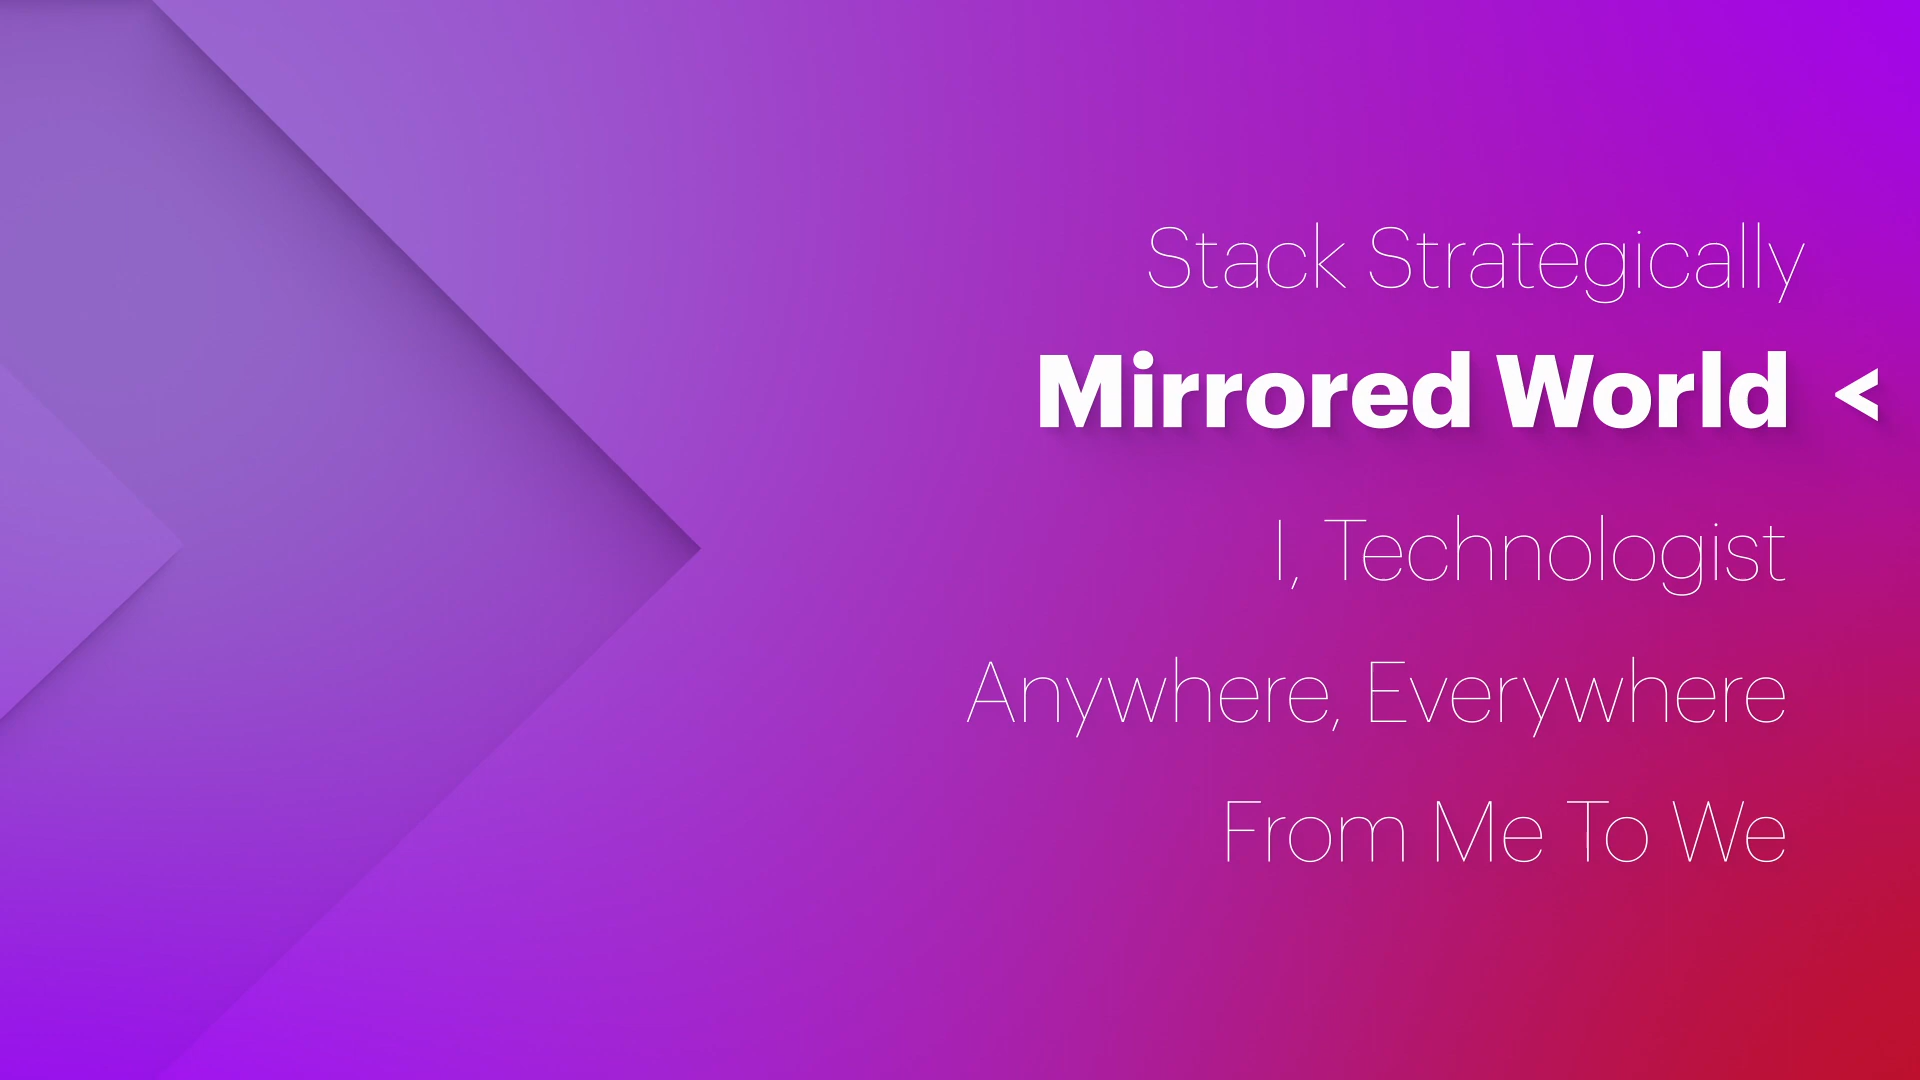 Stack Strategically
Mirrored World <
I, Technologist
Anywhere, Everywhere
From Me To We